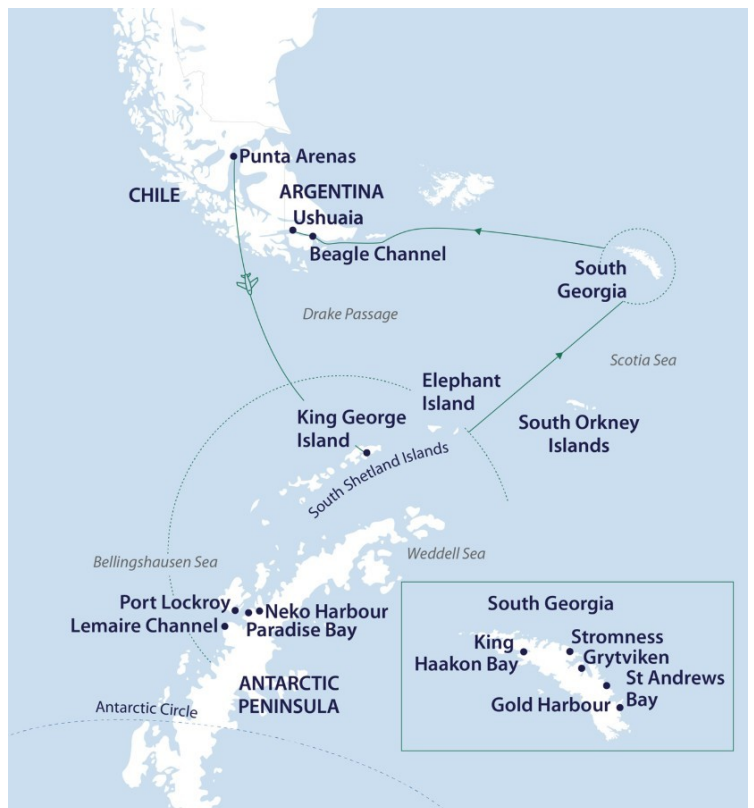 Punta Arenas
CHILE
ARGENTINA
Ushuaia
Beagle Channel
South
Georgia
Drake Passage
Scotia Sea
Elephant
Island
King George
Island
South Orkney
Islands
South Shetland Islands
Weddell Sea
Bellingshausen Sea
Port Lockroy
Neko Harbour
Lemaire Channel
Paradise Bay
ANTARCTIC
PENINSULA
Antarctic Circle
South Georgia
King
Haakon Bay
Stromness
Grytviken
St Andrews
Bay
Gold Harbour